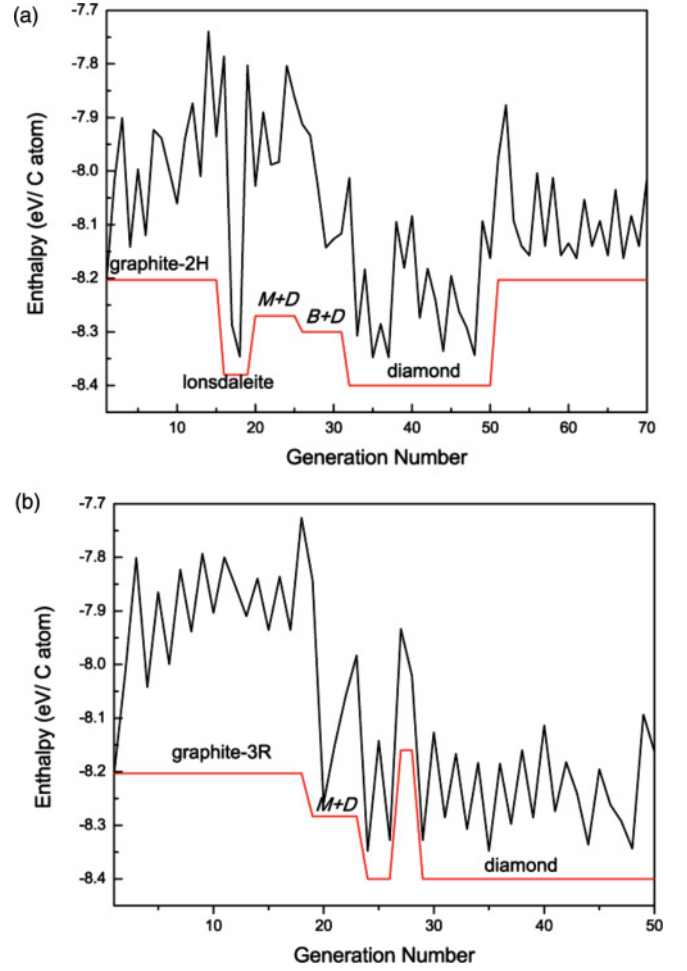 (a)
-7.7
-7.8
-7.9
-8.0
-8.1
-8.2
-8.3
-8.4
Enthalpy (eV/ C atom)
graphite-2H
M+D
B+D
lonsdaleite
diamond
10 20 30 40 50 60 70
Generation Number
(b)
-7.7
-7.8
-7.9
-8.0
-8.1
-8.2
-8.3
-8.4
Enthalpy (eV/ C atom)
graphite-3R
M+D
diamond
10 20 30 40 50
Generation Number